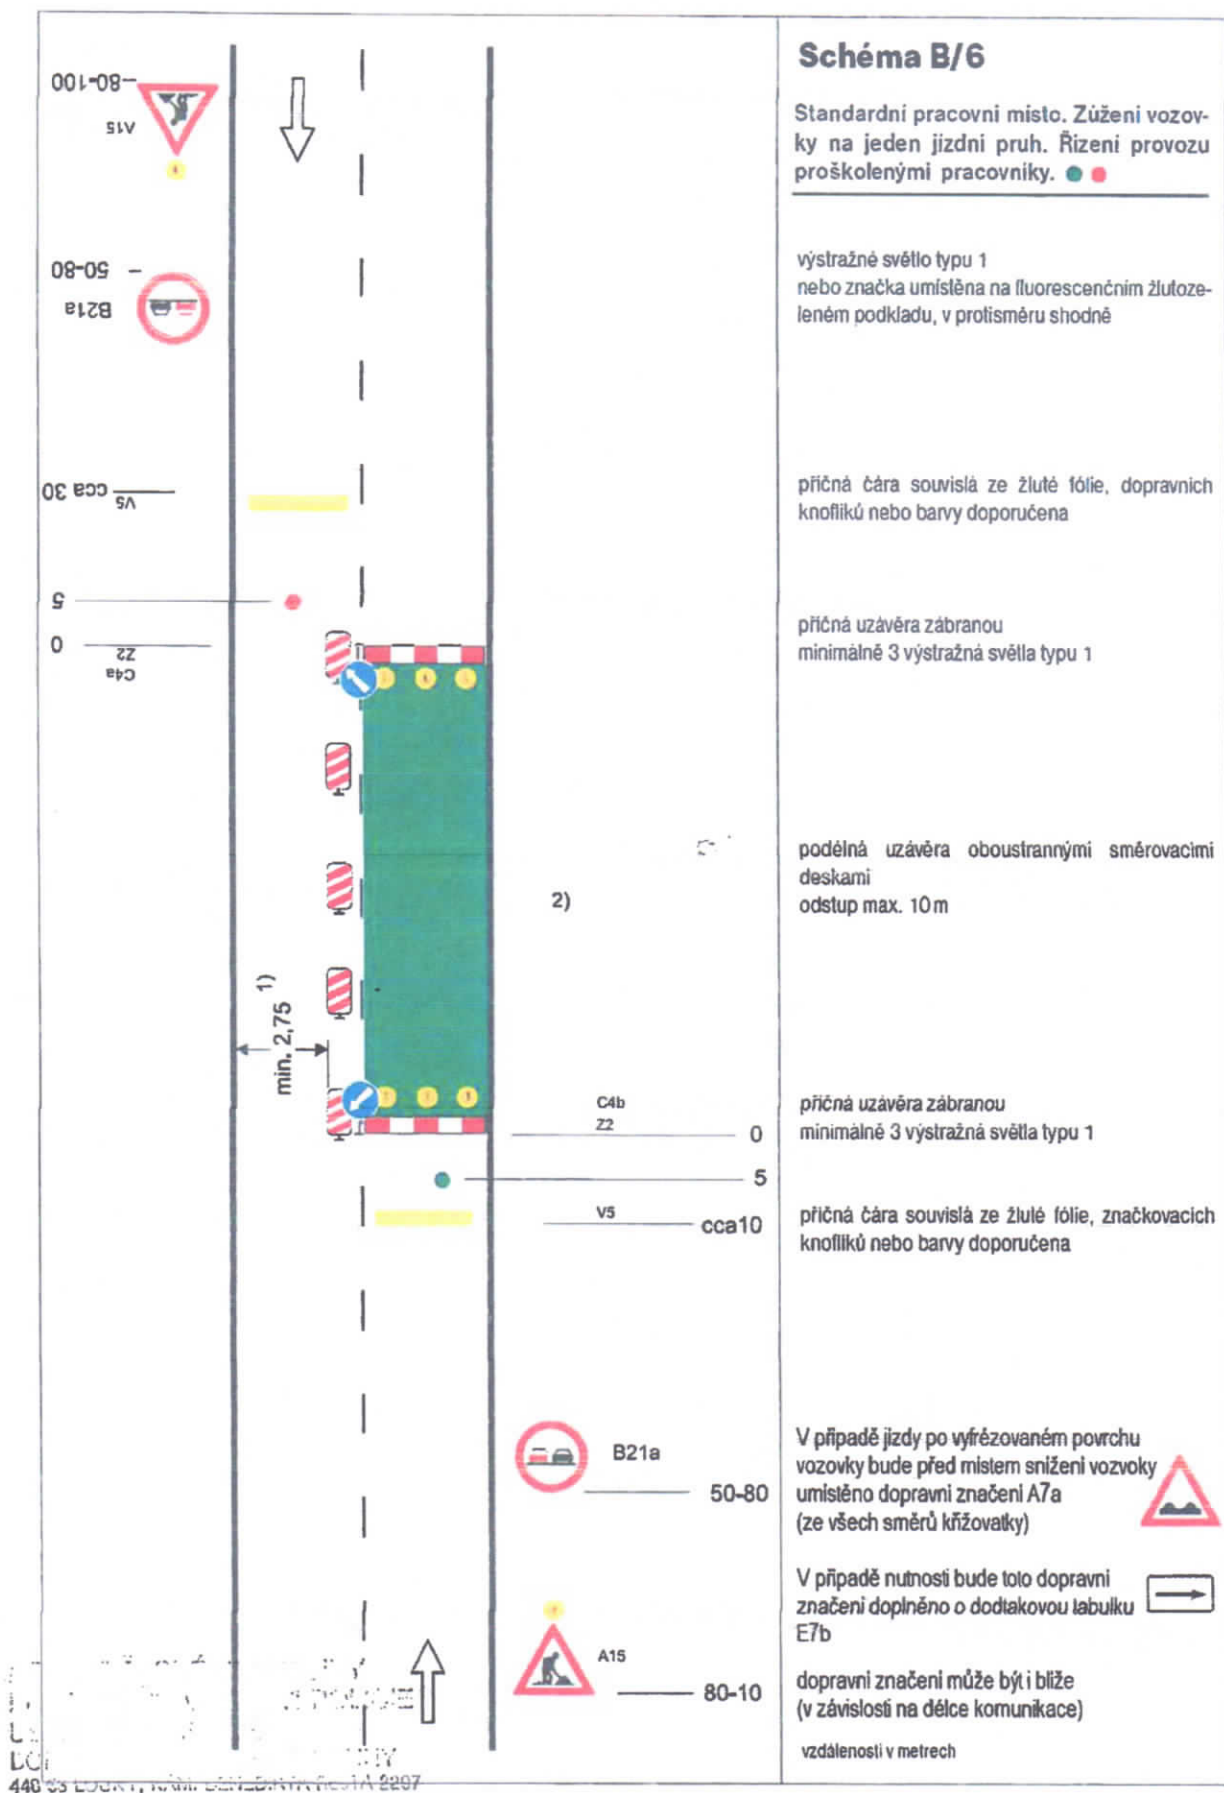 Schéma B/6
Standardní pracovní místo. Zúžení vozov-
ky na jeden jízdní pruh. Řízení provozu
proškolenými pracovníky.
80-100
A15
výstražné světlo typu 1
nebo značka umístěna na fluorescenčním žlutoze-
leném podkladu, v protisměru shodně
50-80
B21a
příčná čára souvislá ze žluté fólie, dopravních
knoflíků nebo barvy doporučena
cca 30
V5
5
0
Z2
C4a
příčná uzávěra zábranou
minimálně 3 výstražná světla typu 1
podélná uzávěra oboustrannými směrovacími
deskami
odstup max. 10 m
2)
min. 2,75 1)
C4b
Z2
0
příčná uzávěra zábranou
minimálně 3 výstražná světla typu 1
5
V5
cca10
příčná čára souvislá ze žluté fólie, značkovacích
knoflíků nebo barvy doporučena
B21a
50-80
V případě jízdy po vyfrézovaném povrchu
vozovky bude před místem snížení vozvoky
umístěno dopravní značení A7a
(ze všech směrů křžovatky)
V případě nutnosti bude toto dopravní
značení doplněno o dodtakovou tabulku
E7b
A15
80-10
dopravní značení může být i blíže
(v závislosti na délce komunikace)
vzdálenosti v metrech
2297